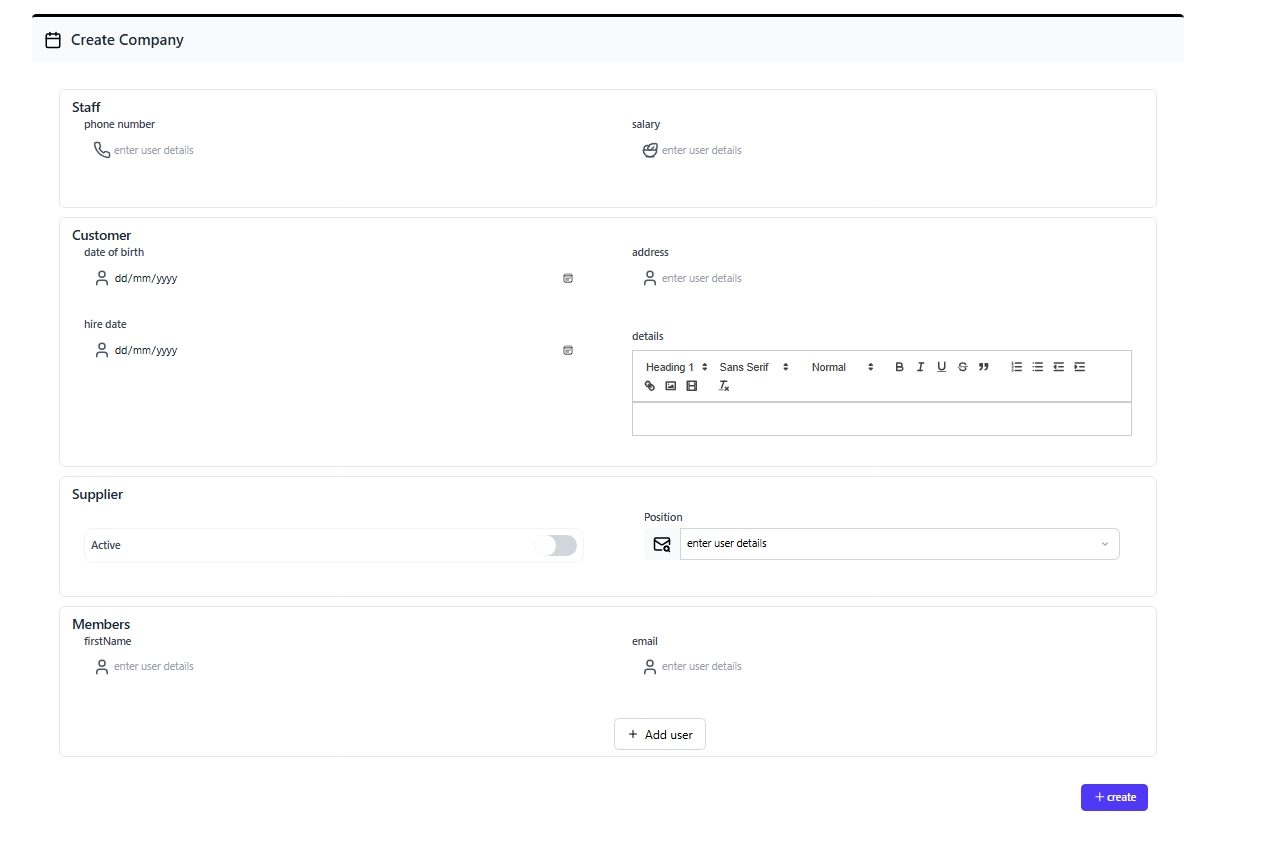 Create Company
Staff
phone number
salary
enter user details
enter user details
Customer
date of birth
address
dd/mm/yyyy
enter user details
hire date
details
dd/mm/yyyy
Heading 1 Sans Serif Normal B I U S
Supplier
Position
Active
enter user details
Members
firstName
email
enter user details
enter user details
+ Add user
+ create